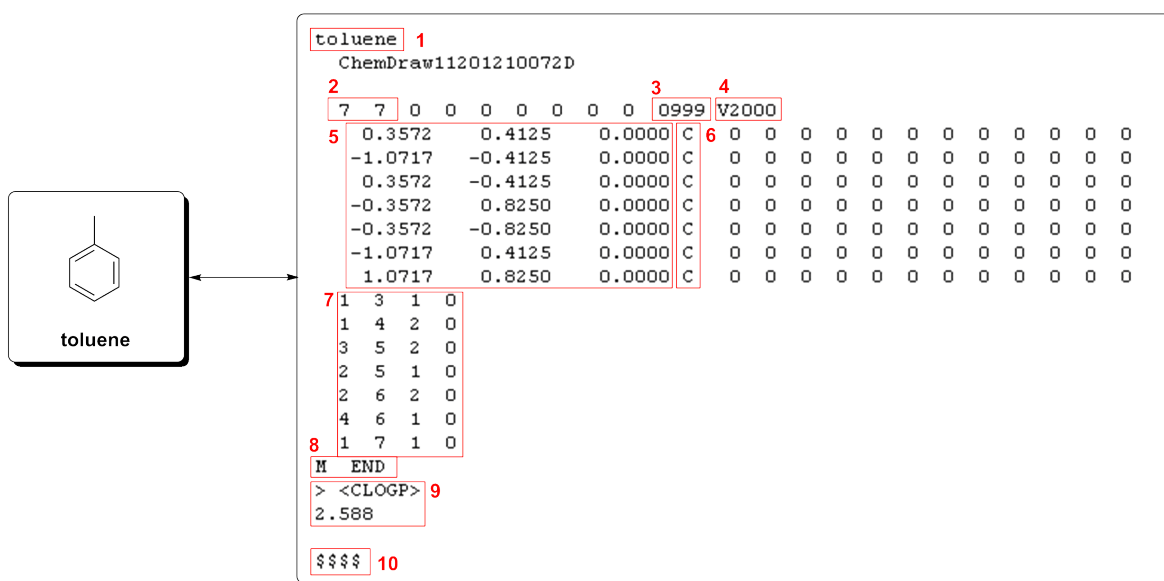 toluene 1
ChemDraw11201210072D
2 3 4
7 7 0 0 0 0 0 0 0 0999 V2000
5 0.3572 0.4125 0.0000 C 6 0 0 0 0 0 0 0 0 0 0 0 0
-1.0717 -0.4125 0.0000 C 0 0 0 0 0 0 0 0 0 0 0 0
0.3572 -0.4125 0.0000 C 0 0 0 0 0 0 0 0 0 0 0 0
-0.3572 0.8250 0.0000 C 0 0 0 0 0 0 0 0 0 0 0 0
-0.3572 -0.8250 0.0000 C 0 0 0 0 0 0 0 0 0 0 0 0
-1.0717 0.4125 0.0000 C 0 0 0 0 0 0 0 0 0 0 0 0
1.0717 0.8250 0.0000 C 0 0 0 0 0 0 0 0 0 0 0 0
7 1 3 1 0
1 4 2 0
3 5 2 0
2 5 1 0
2 6 2 0
4 6 1 0
1 7 1 0
8
M END
> <CLOGP> 9
2.588
$$$$ 10
toluene